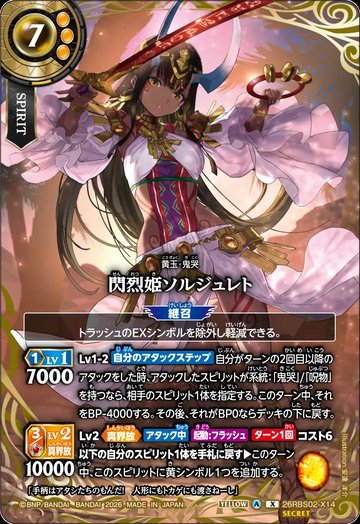 7
SPIRIT
黄玉・鬼哭
閃烈姫ソルジュレト
継召
トラッシュのEXシンボルを除外し軽減できる。
1 LV1 7000
Lv1-2 自分のアタックステップ 自分がターンの2回目以降の
アタックをした時、アタックしたスピリットが系統:「鬼哭」/「呪物」
を持つなら、相手のスピリット1体を指定する。このターン中、それ
をBP-4000する。その後、それがBP0ならデッキの下に戻す。
3 LV2 真界放 10000
Lv2 真界放 アタック中 起動:フラッシュ ターン1回 コスト6
以下の自分のスピリット1体を手札に戻す▶このターン
中、このスピリットに黄シンボル1つを追加する。
「手柄はアタシたちのもんだ! 人形にもトカゲにも渡さねーし」
©BNP/BANDAI ©BANDAI 2026 MADE IN JAPAN YELLOW A X 26RBS02-X14
SECRET